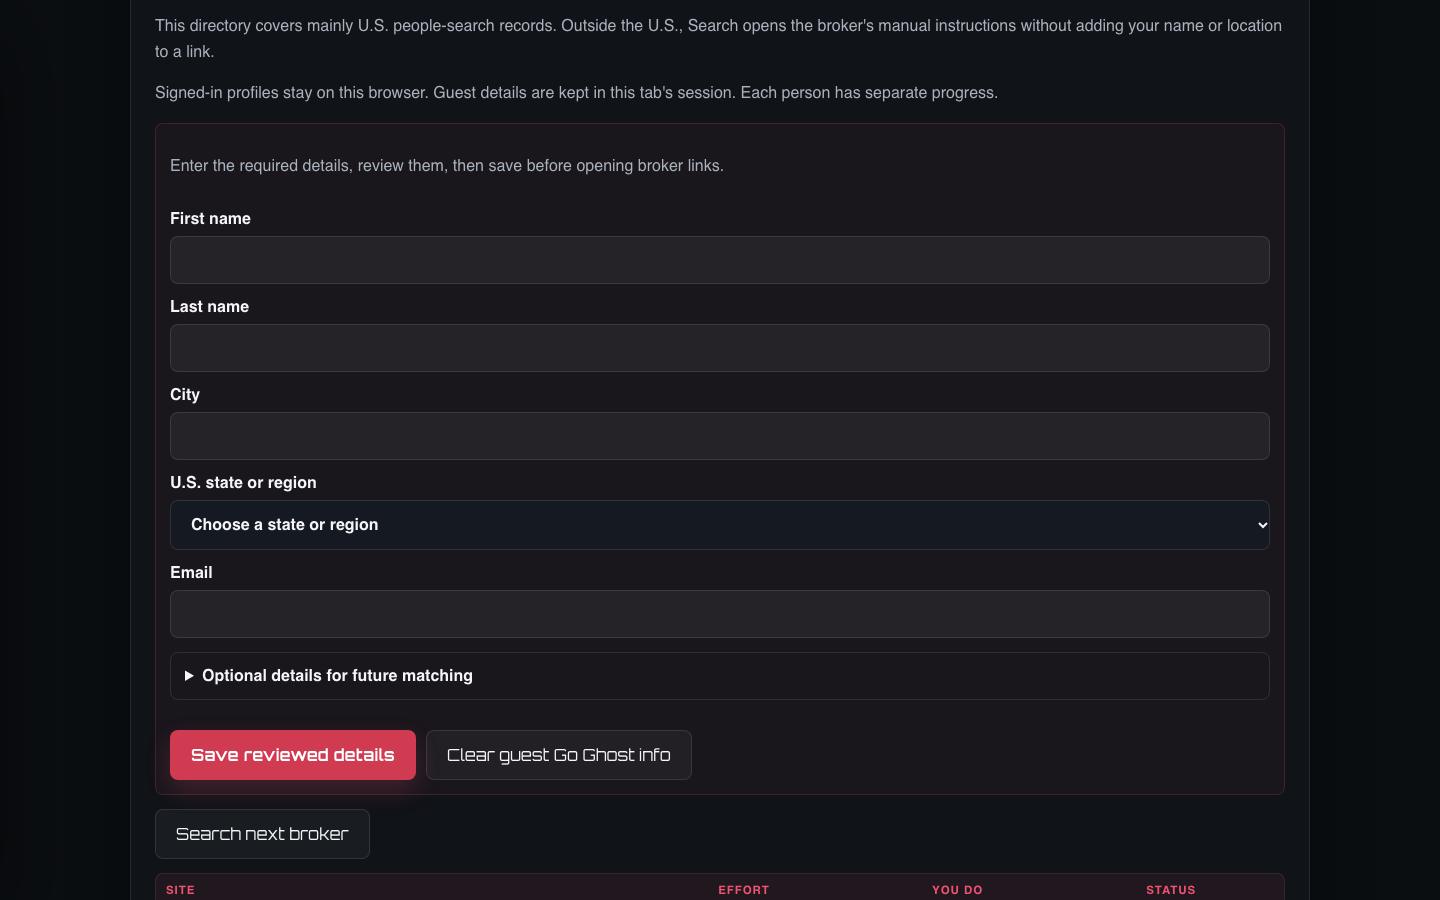 This directory covers mainly U.S. people-search records. Outside the U.S., Search opens the broker's manual instructions without adding your name or location
to a link.
Signed-in profiles stay on this browser. Guest details are kept in this tab's session. Each person has separate progress.
Enter the required details, review them, then save before opening broker links.
First name
Last name
City
U.S. state or region
Choose a state or region
Email
Optional details for future matching
Save reviewed details
Clear guest Go Ghost info
Search next broker
SITE EFFORT YOU DO STATUS